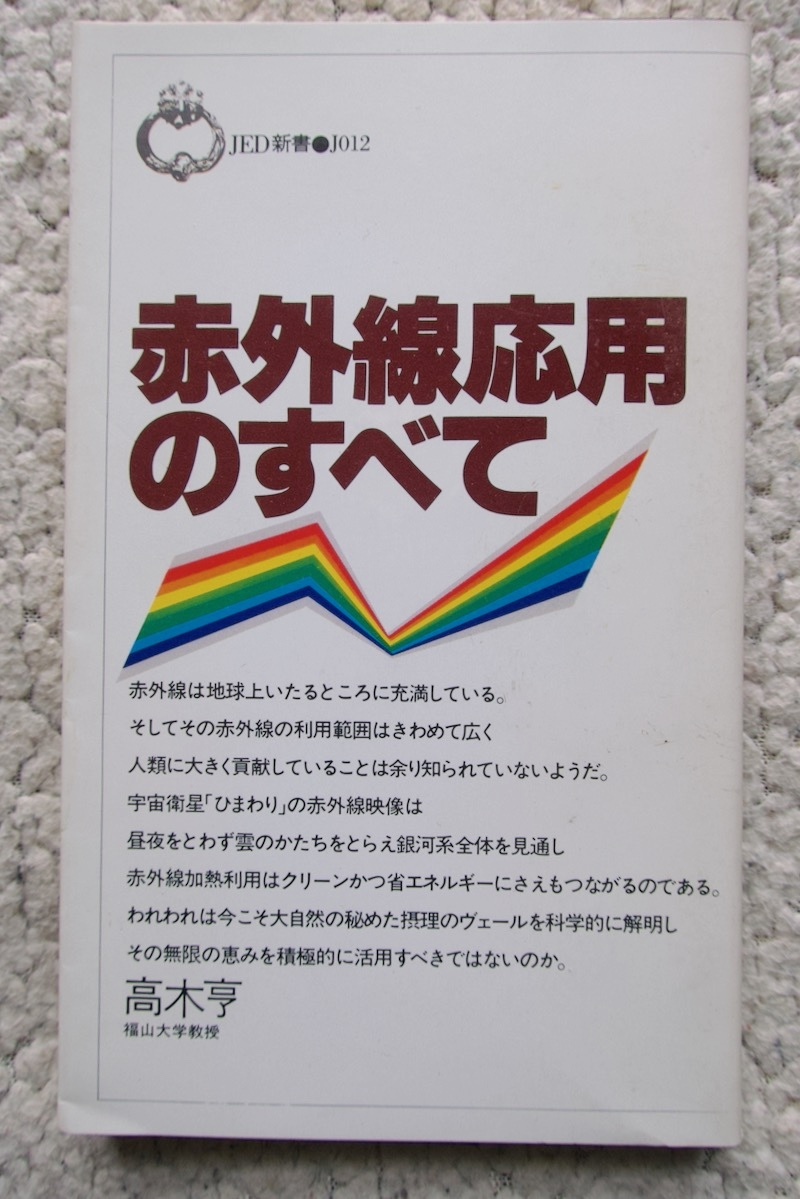 JED新書●J012
赤外線応用
のすべて
赤外線は地球上いたるところに充満している。
そしてその赤外線の利用範囲はきわめて広く
人類に大きく貢献していることは余り知られていないようだ。
宇宙衛星「ひまわり」の赤外線映像は
昼夜をとわず雲のかたちをとらえ銀河系全体を見通し
赤外線加熱利用はクリーンかつ省エネルギーにさえもつながるのである。
われわれは今こそ大自然の秘めた摂理のヴェールを科学的に解明し
その無限の恵みを積極的に活用すべきではないのか。
高木亨
福山大学教授